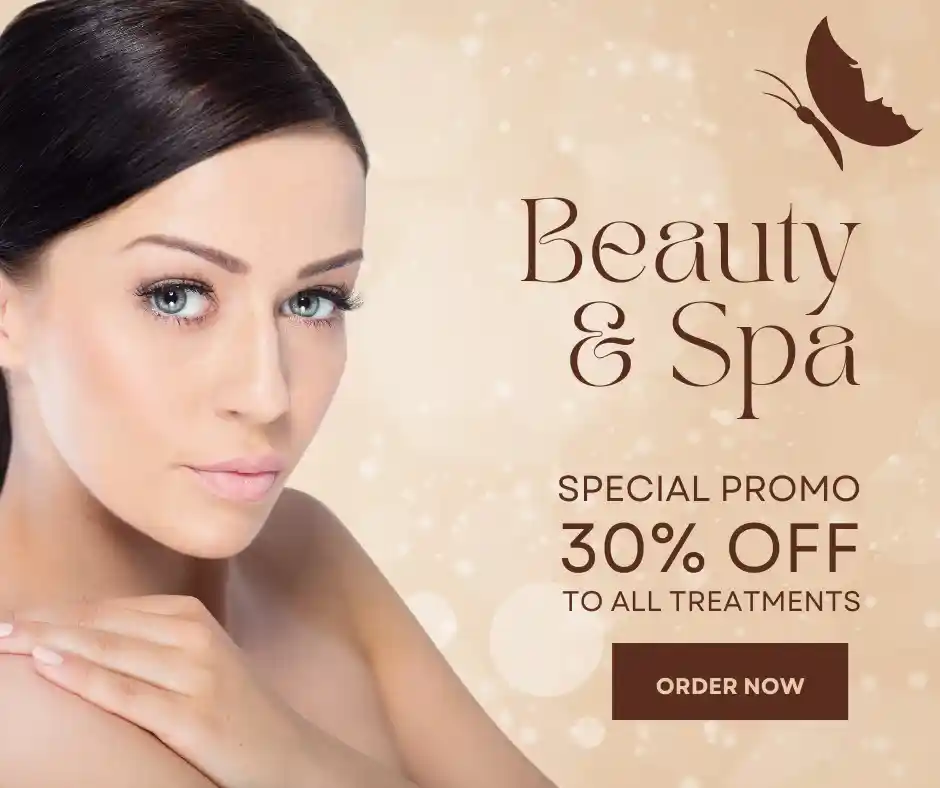 Beauty
& Spa
SPECIAL PROMO
30% OFF
TO ALL TREATMENTS
ORDER NOW